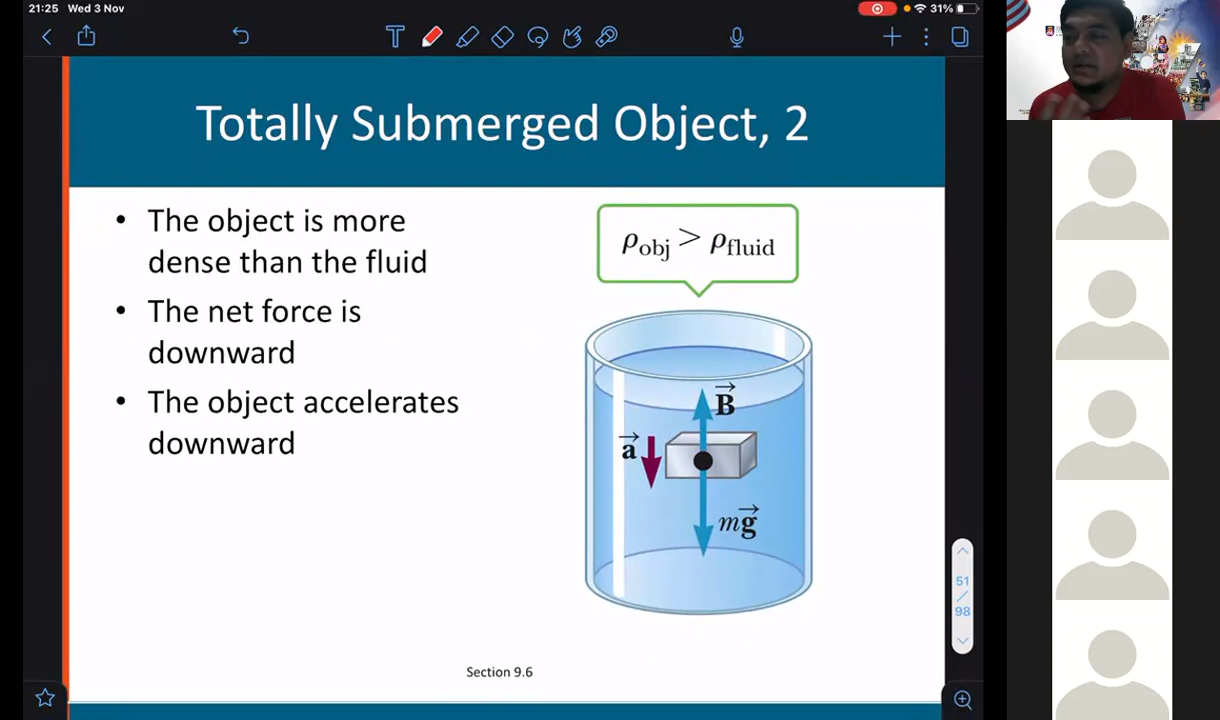 21:25 Wed 3 Nov
31%
T
Totally Submerged Object, 2
• The object is more
dense than the fluid
• The net force is
downward
• The object accelerates
downward
ρobj > ρfluid
B
a
mg
51
/
98
Section 9.6